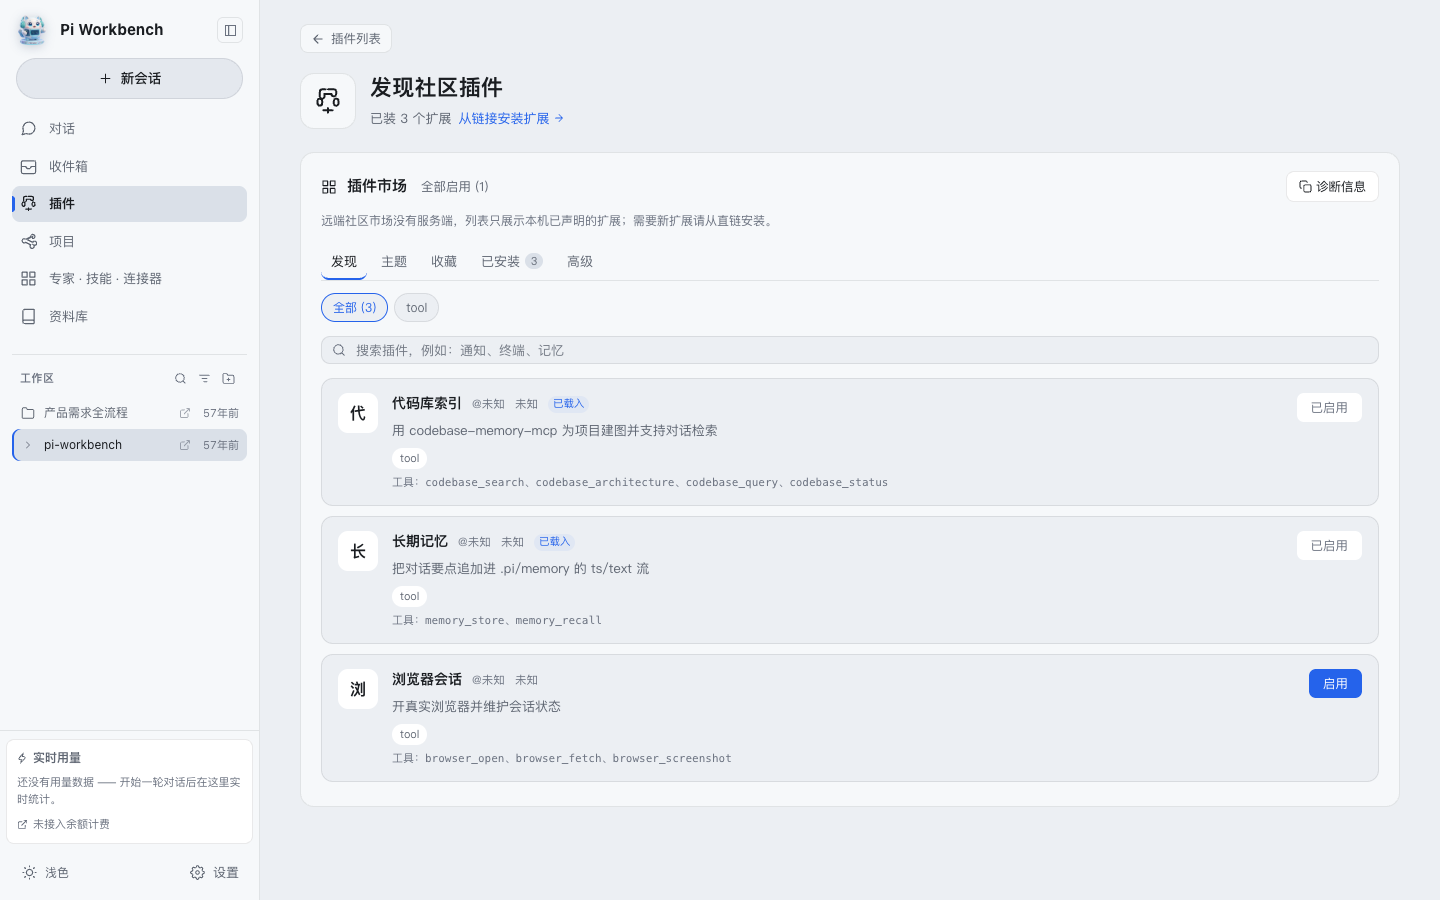 Pi Workbench
新会话
对话
收件箱
插件
项目
专家 · 技能 · 连接器
资料库
工作区
产品需求全流程 57年前
pi-workbench 57年前
实时用量
还没有用量数据 —— 开始一轮对话后在这里实
时统计。
未接入余额计费
浅色 设置
插件列表
发现社区插件
已装 3 个扩展 从链接安装扩展 →
插件市场 全部启用 (1) 诊断信息
远端社区市场没有服务端，列表只展示本机已声明的扩展；需要新扩展请从直链安装。
发现 主题 收藏 已安装 3 高级
全部 (3) tool
搜索插件，例如：通知、终端、记忆
代 代码库索引 @未知 未知 已载入 已启用
用 codebase-memory-mcp 为项目建图并支持对话检索
tool
工具：codebase_search、codebase_architecture、codebase_query、codebase_status
长 长期记忆 @未知 未知 已载入 已启用
把对话要点追加进 .pi/memory 的 ts/text 流
tool
工具：memory_store、memory_recall
浏 浏览器会话 @未知 未知 启用
开真实浏览器并维护会话状态
tool
工具：browser_open、browser_fetch、browser_screenshot